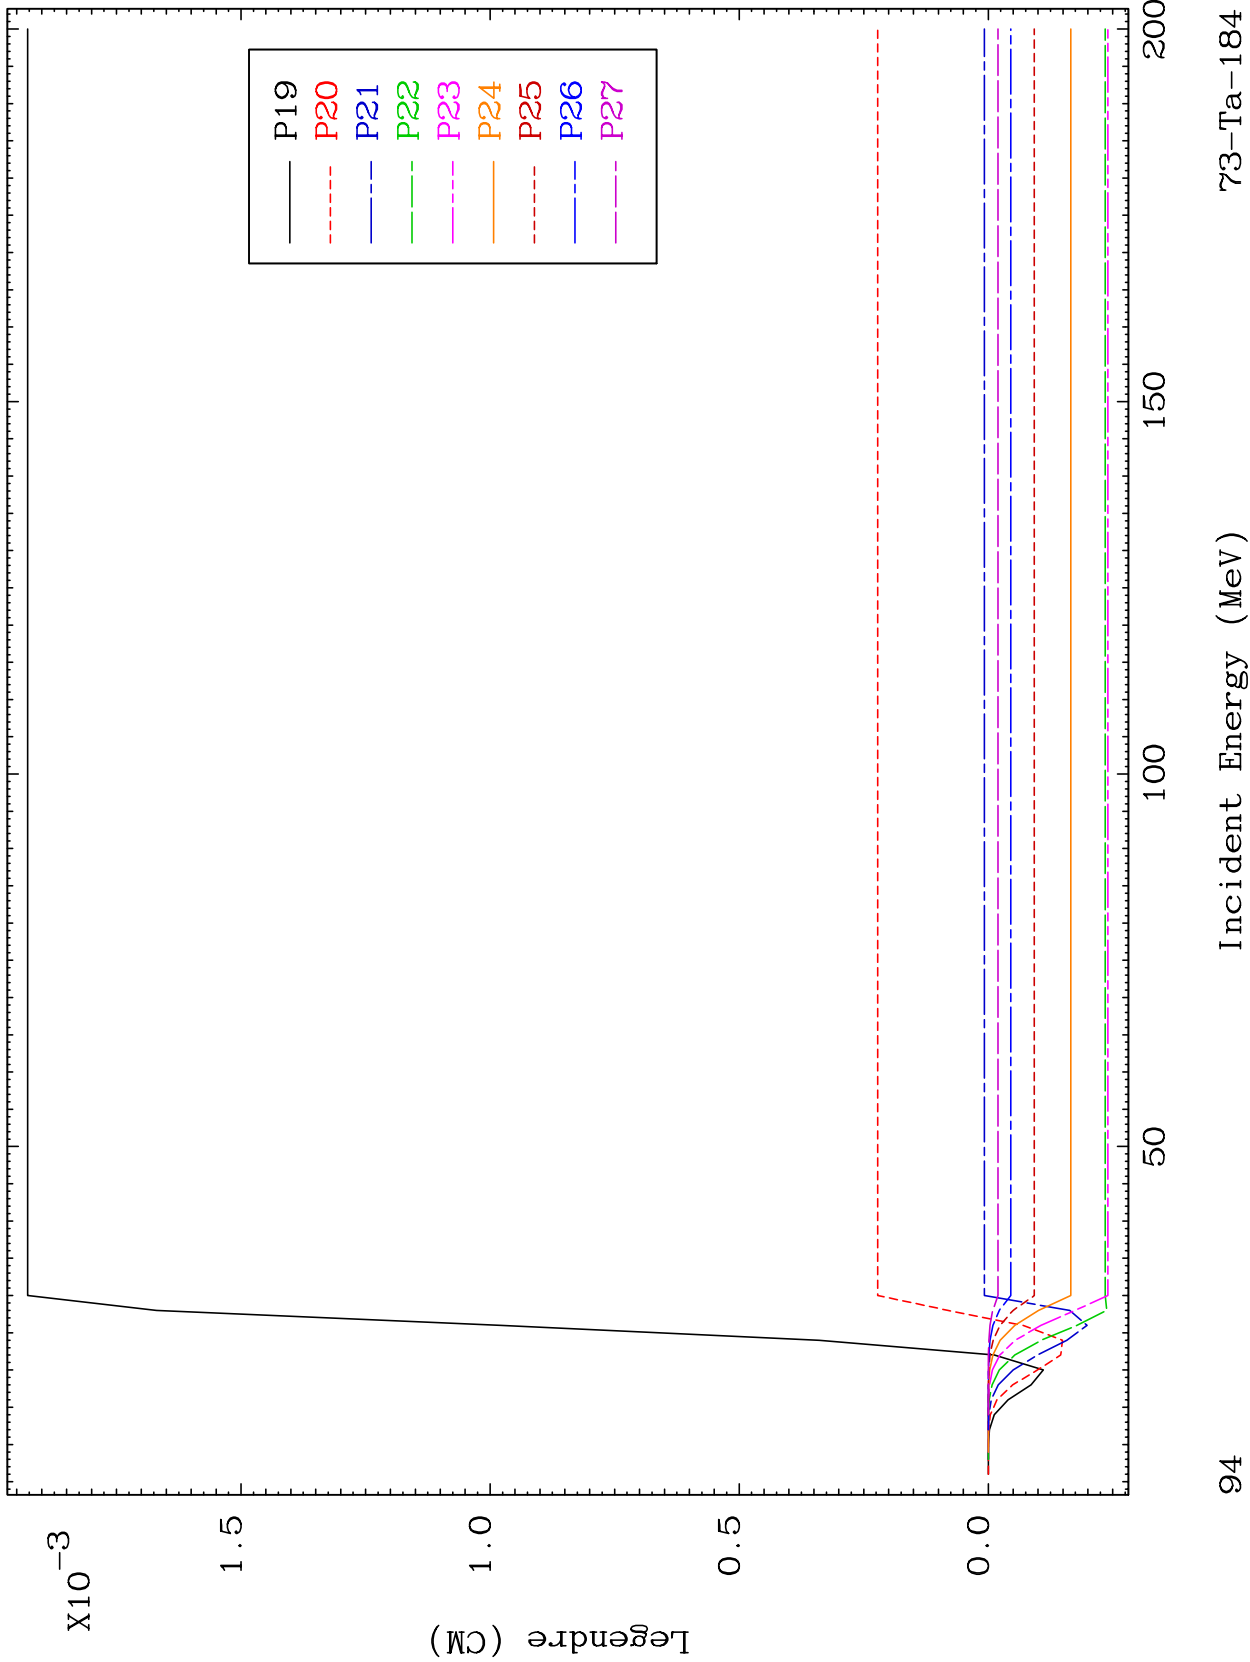 X10-3
1.5
1.0
0.5
0.0
Legendre (CM)
P19
P20
P21
P22
P23
P24
P25
P26
P27
50
100
150
200
Incident Energy (MeV)
94
73-Ta-184